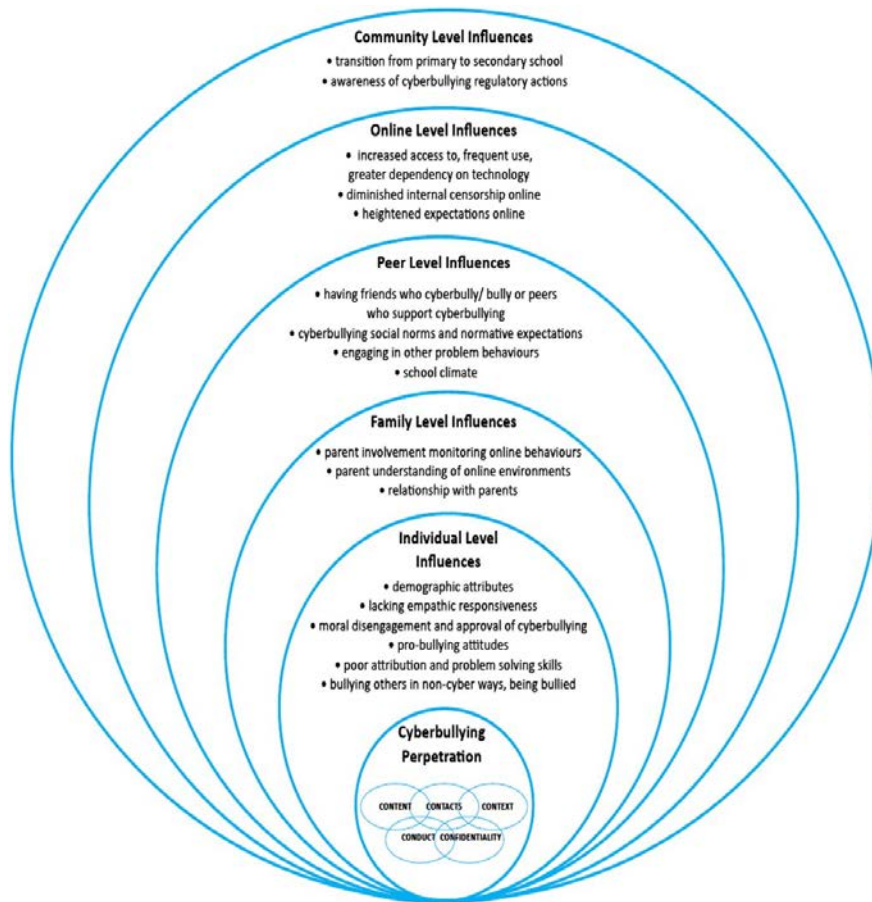 Community Level Influences
• transition from primary to secondary school
• awareness of cyberbullying regulatory actions
Online Level Influences
• increased access to, frequent use,
greater dependency on technology
• diminished internal censorship online
• heightened expectations online
Peer Level Influences
• having friends who cyberbully/ bully or peers
who support cyberbullying
• cyberbullying social norms and normative expectations
• engaging in other problem behaviours
• school climate
Family Level Influences
• parent involvement monitoring online behaviours
• parent understanding of online environments
• relationship with parents
Individual Level
Influences
• demographic attributes
• lacking empathic responsiveness
• moral disengagement and approval of cyberbullying
• pro-bullying attitudes
• poor attribution and problem solving skills
• bullying others in non-cyber ways, being bullied
Cyberbullying
Perpetration
CONTENT CONTACTS CONTEXT
CONDUCT CONFIDENTIALITY